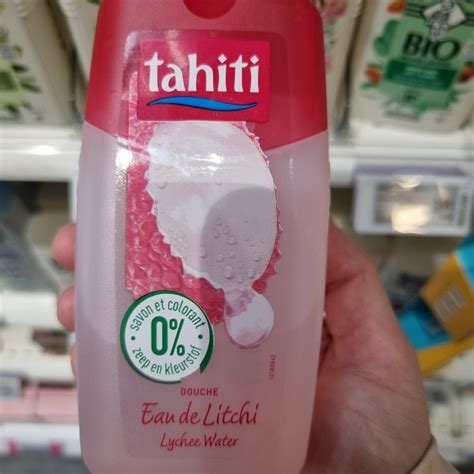 tahiti
BIO
savon et colorant
0%
zeep en kleurstof
DOUCHE
Eau de Litchi
Lychee Water